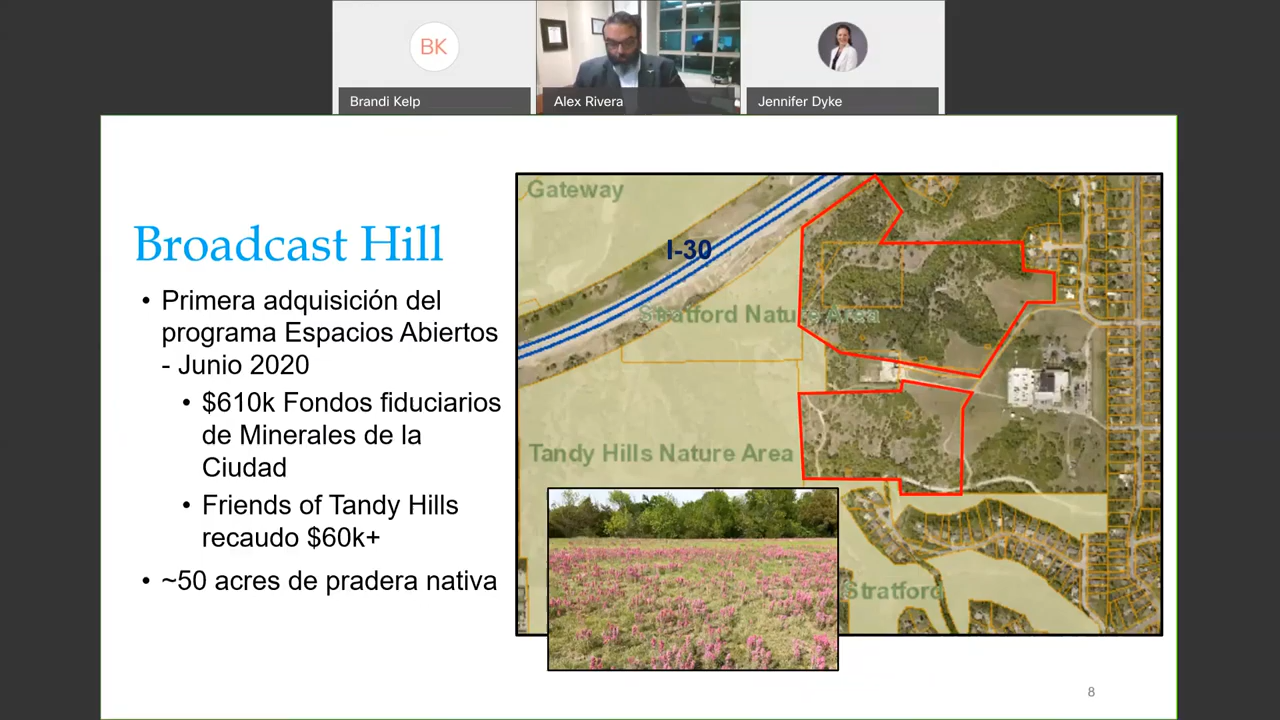 BK
Brandi Kelp
Alex Rivera
Jennifer Dyke
Broadcast Hill
• Primera adquisición del
programa Espacios Abiertos
- Junio 2020
• $610k Fondos fiduciarios
de Minerales de la
Ciudad
• Friends of Tandy Hills
recaudo $60k+
• ~50 acres de pradera nativa
Gateway
I-30
Stratford Nature Area
Tandy Hills Nature Area
Stratford
8